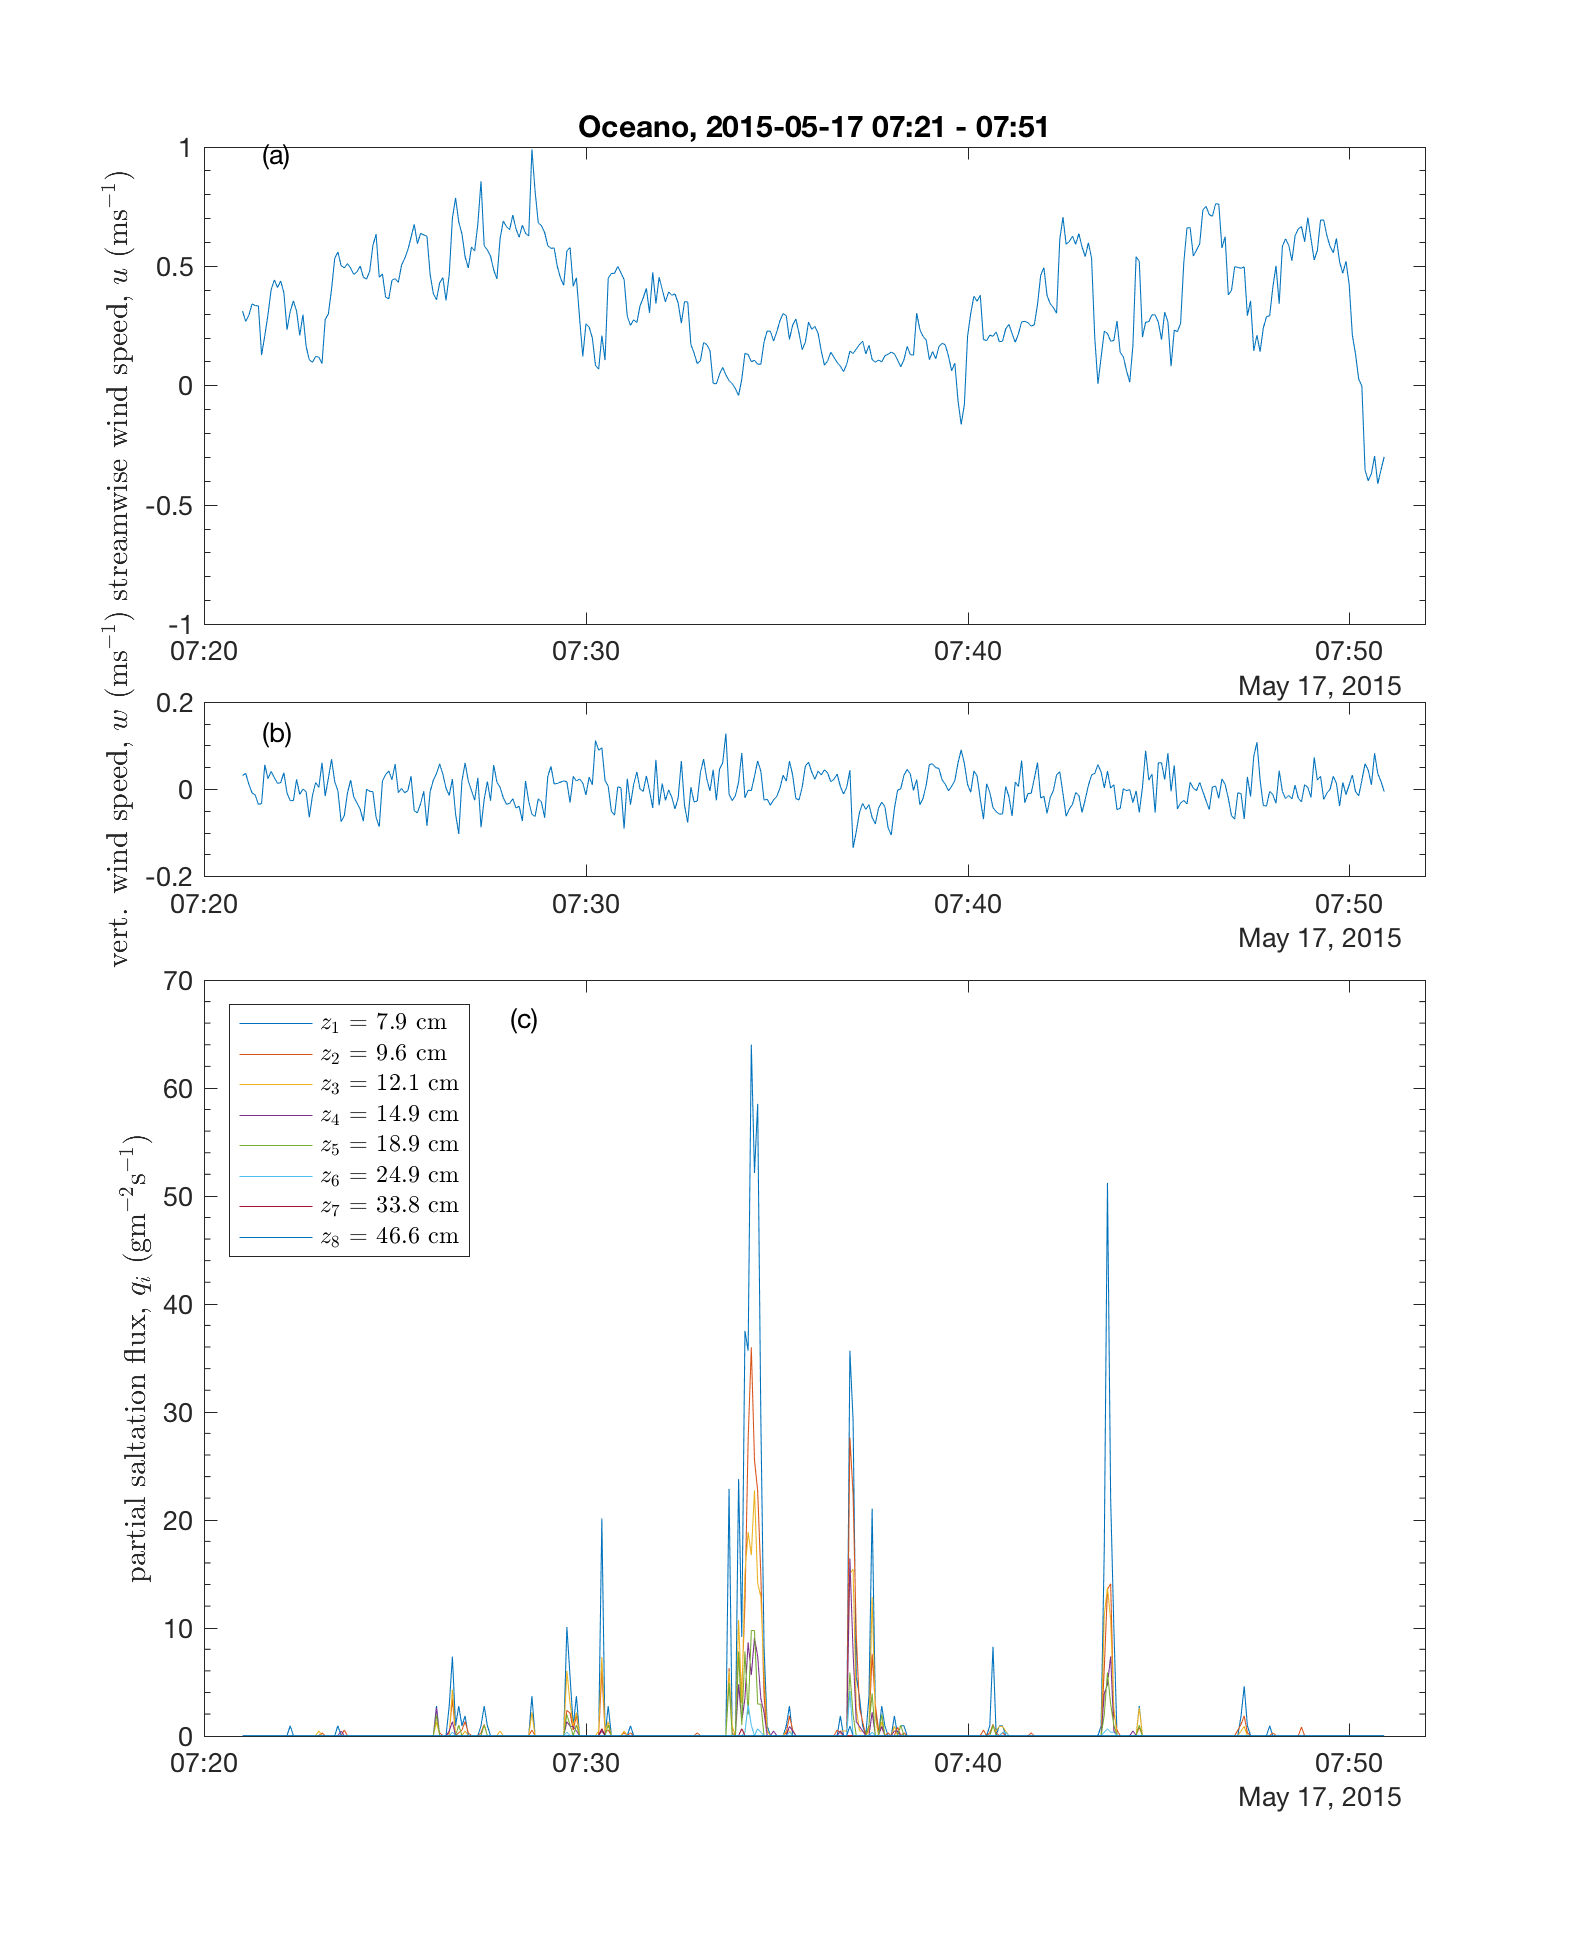 Oceano, 2015-05-17 07:21 - 07:51
(a)
streamwise wind speed, u (ms⁻¹)
1
0.5
0
-0.5
-1
07:20 07:30 07:40 07:50
May 17, 2015
(b)
vert. wind speed, w (ms⁻¹)
0.2
0
-0.2
07:20 07:30 07:40 07:50
May 17, 2015
(c)
partial saltation flux, qᵢ (gm⁻²s⁻¹)
70
60
50
40
30
20
10
0
z₁ = 7.9 cm
z₂ = 9.6 cm
z₃ = 12.1 cm
z₄ = 14.9 cm
z₅ = 18.9 cm
z₆ = 24.9 cm
z₇ = 33.8 cm
z₈ = 46.6 cm
07:20 07:30 07:40 07:50
May 17, 2015